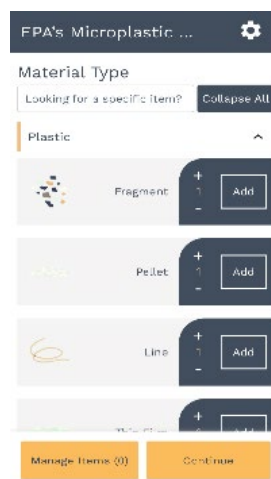 EPA's Microplastic ...
Material Type
Looking for a specific item?
Collapse All
Plastic
Fragment
+
1
-
Add
Pellet
+
1
-
Add
Line
+
1
-
Add
+
Manage Items (0)
Continue